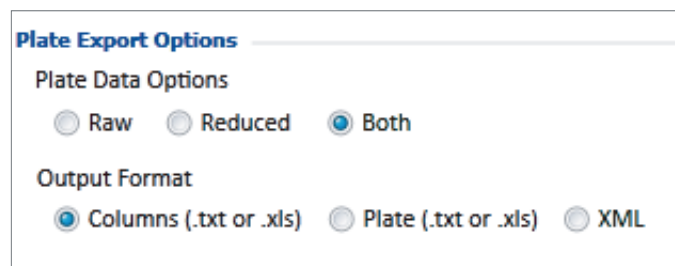 Plate Export Options
Plate Data Options
Raw Reduced Both
Output Format
Columns (.txt or .xls) Plate (.txt or .xls) XML